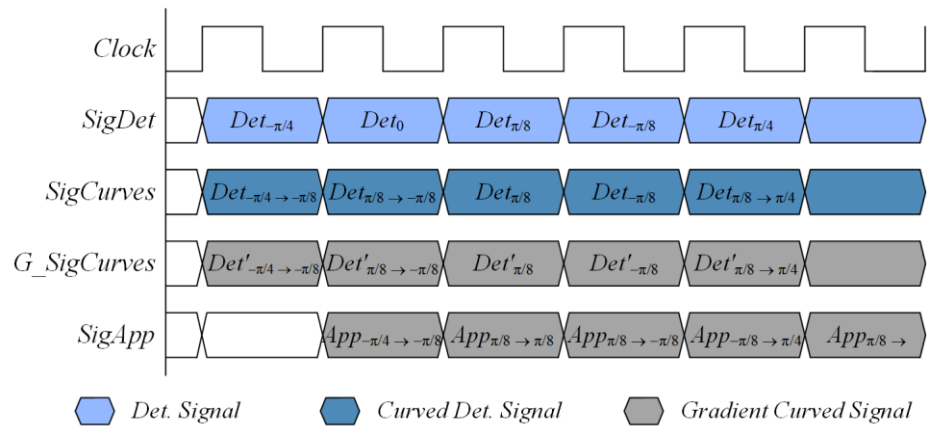 Clock
SigDet Det₋π/4 Det₀ Detπ/8 Det₋π/8 Detπ/4
SigCurves Det₋π/4 → −π/8 Detπ/8 → −π/8 Detπ/8 Det₋π/8 Detπ/8 → π/4
G_SigCurves Det'₋π/4 → −π/8 Det'π/8 → −π/8 Det'π/8 Det'₋π/8 Det'π/8 → π/4
SigApp App₋π/4 → −π/8 Appπ/8 → π/8 Appπ/8 → −π/8 App₋π/8 → π/4 Appπ/8 →
Det. Signal Curved Det. Signal Gradient Curved Signal